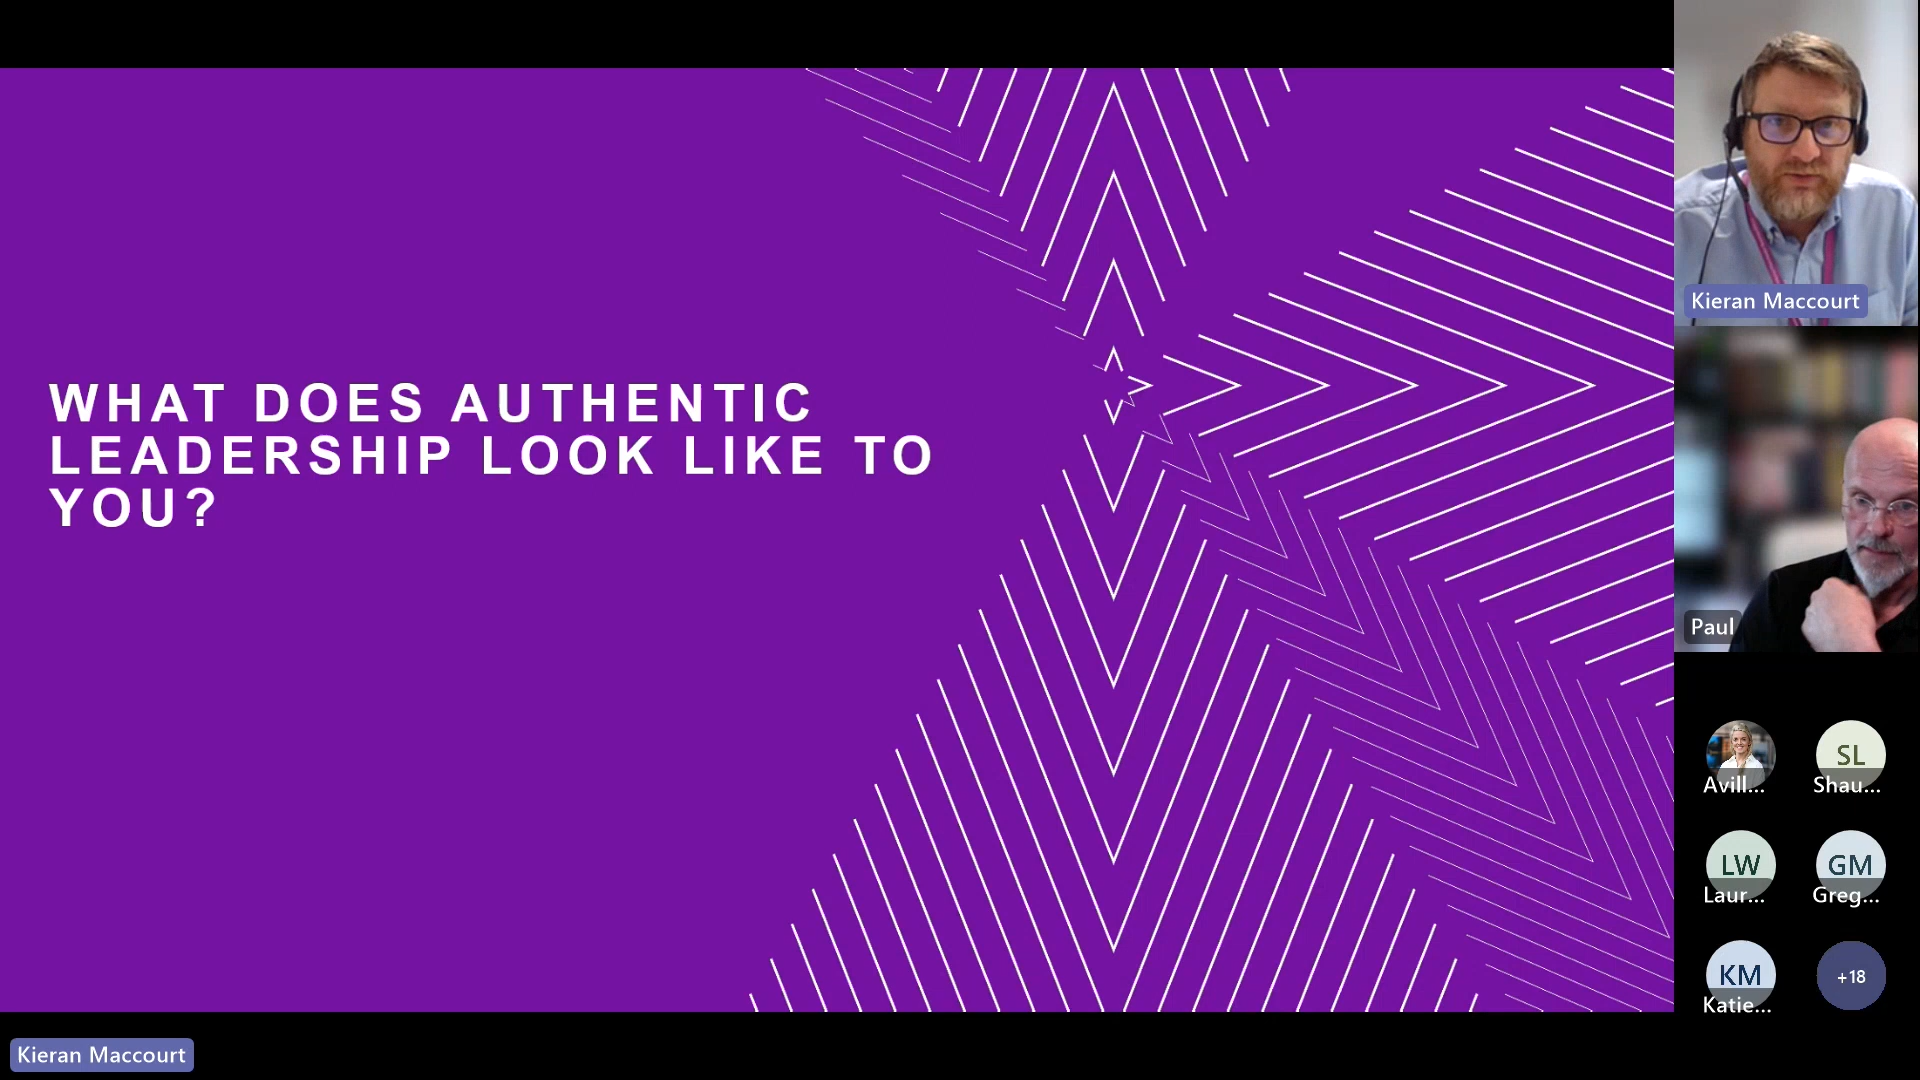 WHAT DOES AUTHENTIC
LEADERSHIP LOOK LIKE TO
YOU?
Kieran Maccourt
Paul
Avill...
SL
Shau...
LW
Laur...
GM
Greg...
KM
Katie...
+18
Kieran Maccourt